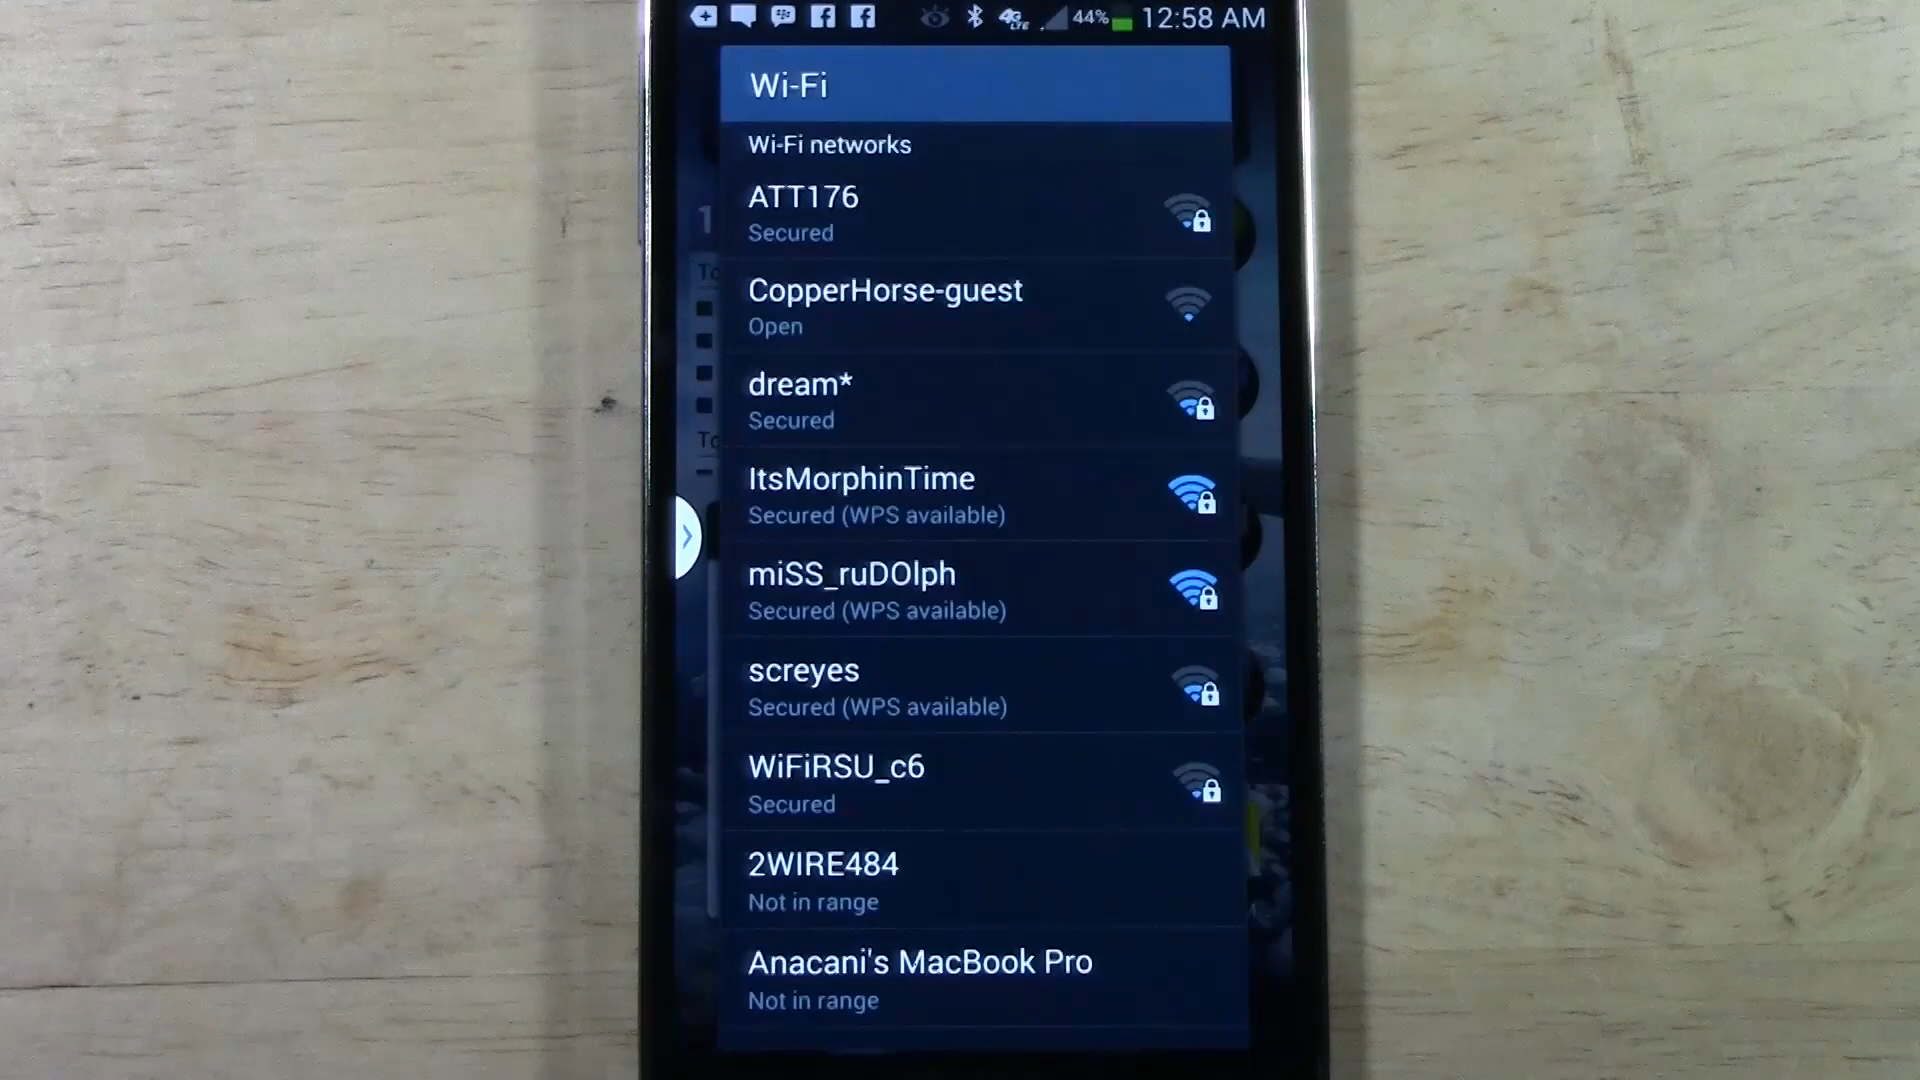 4G LTE 44% 12:58 AM
Wi-Fi
Wi-Fi networks
ATT176
Secured
CopperHorse-guest
Open
dream*
Secured
ItsMorphinTime
Secured (WPS available)
miSS_ruDOlph
Secured (WPS available)
screyes
Secured (WPS available)
WiFiRSU_c6
Secured
2WIRE484
Not in range
Anacani's MacBook Pro
Not in range